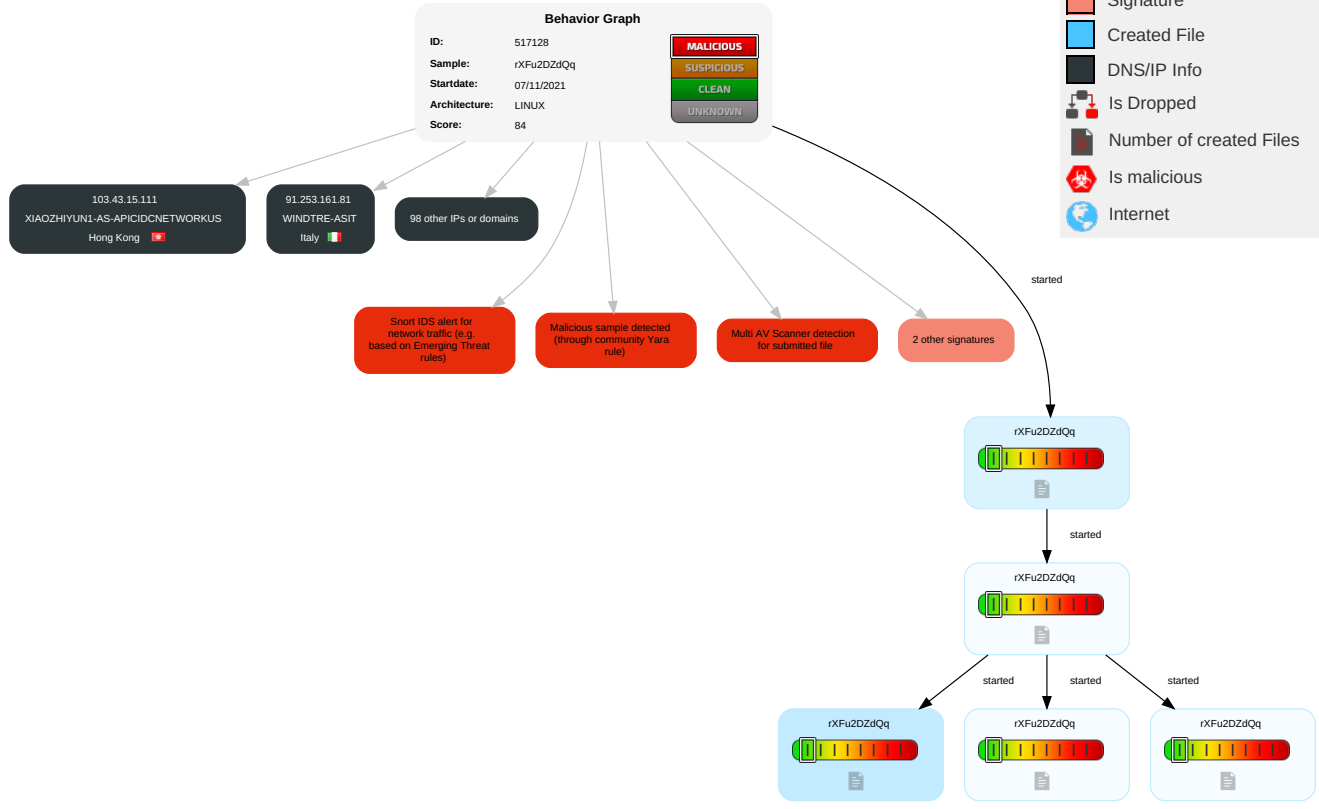 Behavior Graph
ID: 517128
Sample: rXFu2DZdQq
Startdate: 07/11/2021
Architecture: LINUX
Score: 84
MALICIOUS
SUSPICIOUS
CLEAN
UNKNOWN
Signature
Created File
DNS/IP Info
Is Dropped
Number of created Files
Is malicious
Internet
103.43.15.111
XIAOZHIYUN1-AS-APICIDCNETWORKUS
Hong Kong
91.253.161.81
WINDTRE-ASIT
Italy
98 other IPs or domains
started
Snort IDS alert for
network traffic (e.g.
based on Emerging Threat
rules)
Malicious sample detected
(through community Yara
rule)
Multi AV Scanner detection
for submitted file
2 other signatures
rXFu2DZdQq
started
rXFu2DZdQq
started
started
started
rXFu2DZdQq
rXFu2DZdQq
rXFu2DZdQq